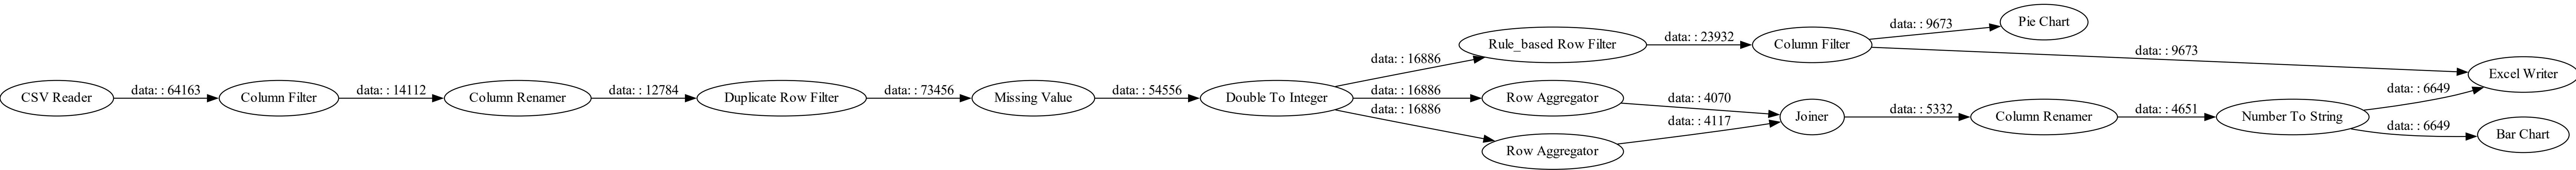 CSV Reader
data: : 64163
Column Filter
data: : 14112
Column Renamer
data: : 12784
Duplicate Row Filter
data: : 73456
Missing Value
data: : 54556
Double To Integer
data: : 16886
Rule_based Row Filter
data: : 23932
Column Filter
data: : 9673
Pie Chart
data: : 9673
Excel Writer
data: : 16886
Row Aggregator
data: : 4070
data: : 16886
Row Aggregator
data: : 4117
Joiner
data: : 5332
Column Renamer
data: : 4651
Number To String
data: : 6649
data: : 6649
Bar Chart